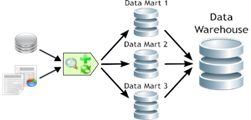 Data Mart 1
Data Mart 2
Data Mart 3
Data
Warehouse